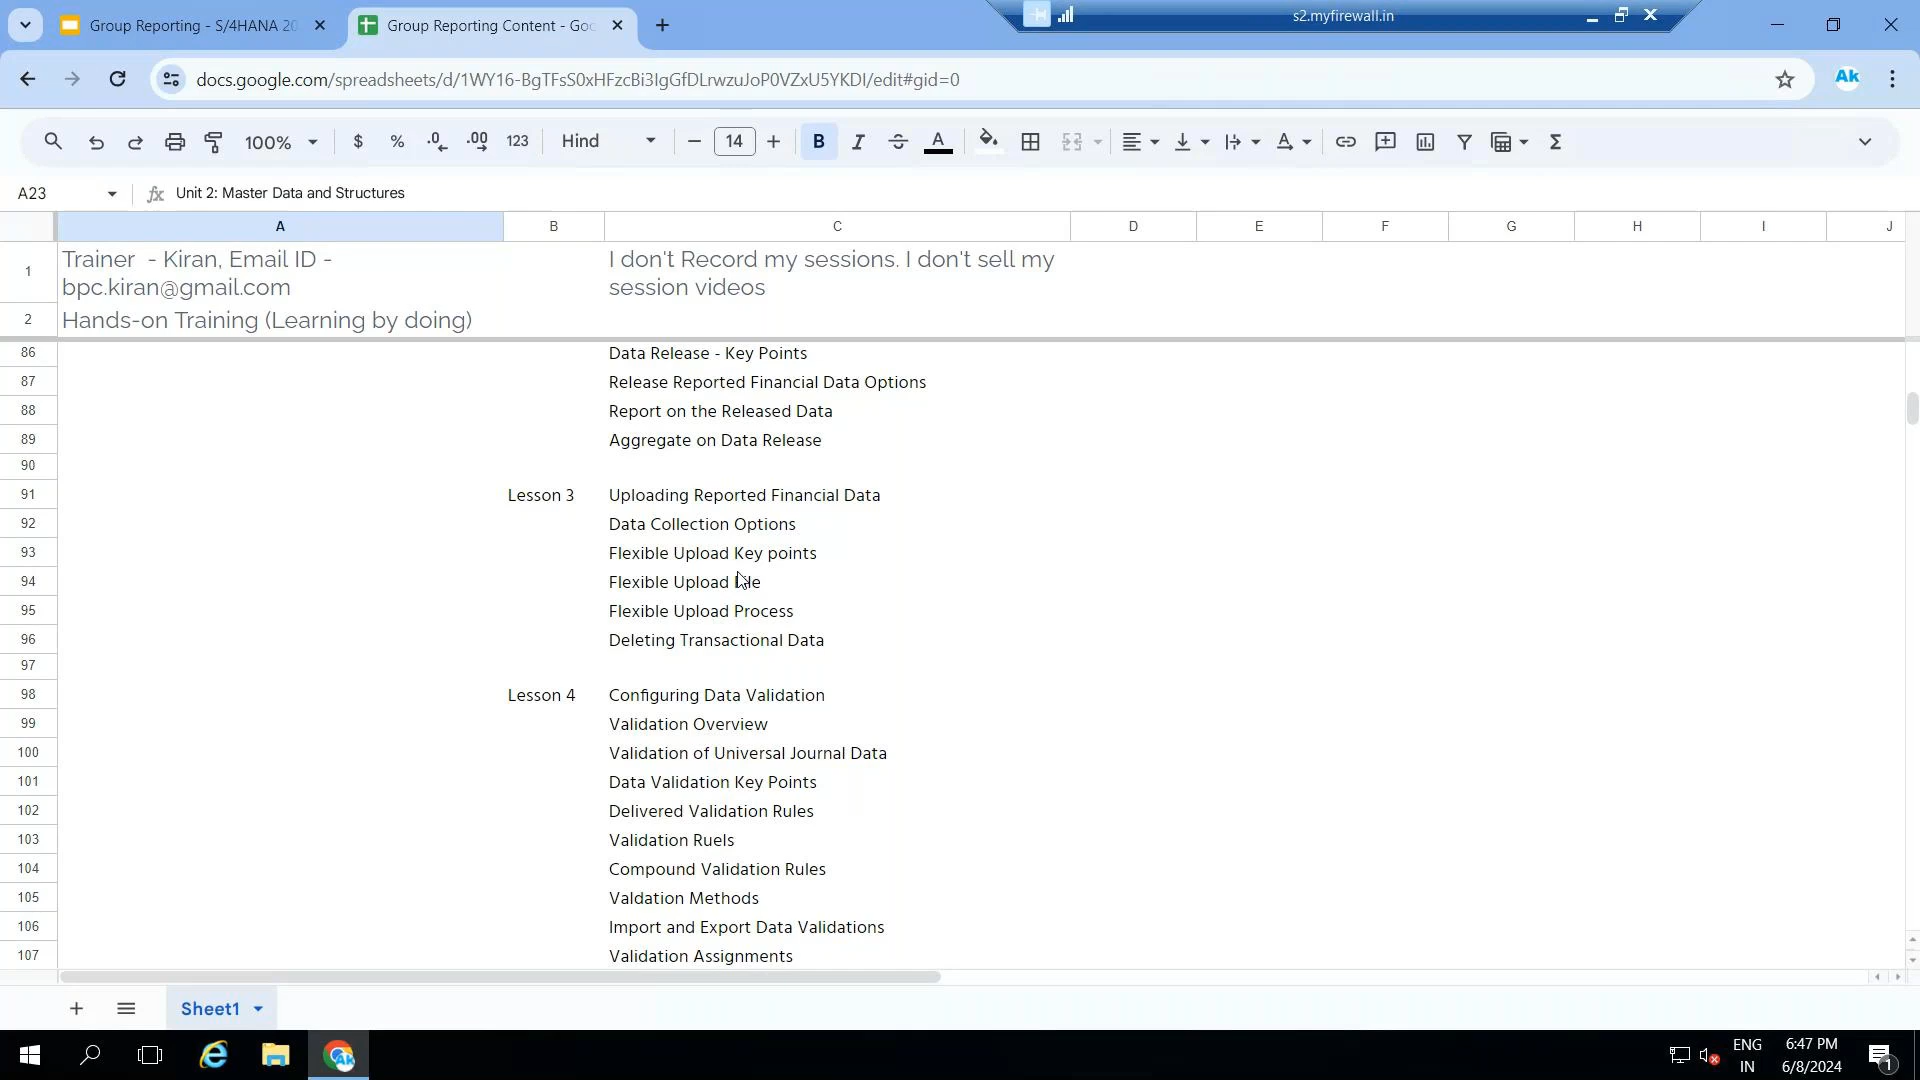 Group Reporting - S/4HANA 20
Group Reporting Content - Goo
s2.myfirewall.in
docs.google.com/spreadsheets/d/1WY16-BgTFsS0xHFzcBi3IgGfDLrwzuJoP0VZxU5YKDI/edit#gid=0
Ak
100% $ % .0 .00 123 Hind 14 B I S A
A23 fx Unit 2: Master Data and Structures
A B C D E F G H I J
1 Trainer - Kiran, Email ID - I don't Record my sessions. I don't sell my
bpc.kiran@gmail.com session videos
2 Hands-on Training (Learning by doing)
86 Data Release - Key Points
87 Release Reported Financial Data Options
88 Report on the Released Data
89 Aggregate on Data Release
90
91 Lesson 3 Uploading Reported Financial Data
92 Data Collection Options
93 Flexible Upload Key points
94 Flexible Upload
95 Flexible Upload Process
96 Deleting Transactional Data
97
98 Lesson 4 Configuring Data Validation
99 Validation Overview
100 Validation of Universal Journal Data
101 Data Validation Key Points
102 Delivered Validation Rules
103 Validation Ruels
104 Compound Validation Rules
105 Valdation Methods
106 Import and Export Data Validations
107 Validation Assignments
Sheet1
ENG 6:47 PM
IN 6/8/2024 1